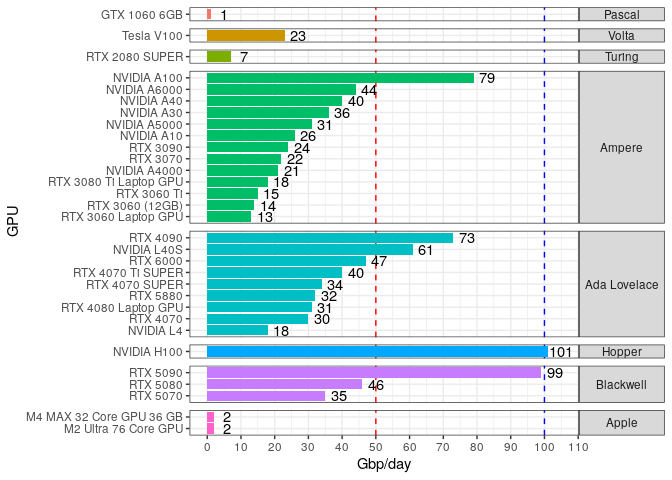 GTX 1060 6GB 1 Pascal
Tesla V100 23 Volta
RTX 2080 SUPER 7 Turing
NVIDIA A100 79
NVIDIA A6000 44
NVIDIA A40 40
NVIDIA A30 36
NVIDIA A5000 31
NVIDIA A10 26
RTX 3090 24
RTX 3070 22
NVIDIA A4000 21
RTX 3080 Ti Laptop GPU 18
RTX 3060 Ti 15
RTX 3060 (12GB) 14
RTX 3060 Laptop GPU 13
Ampere
RTX 4090 73
NVIDIA L40S 61
RTX 6000 47
RTX 4070 Ti SUPER 40
RTX 4070 SUPER 34
RTX 5880 32
RTX 4080 Laptop GPU 31
RTX 4070 30
NVIDIA L4 18
Ada Lovelace
NVIDIA H100 101 Hopper
RTX 5090 99
RTX 5080 46
RTX 5070 35
Blackwell
M4 MAX 32 Core GPU 36 GB 2
M2 Ultra 76 Core GPU 2
Apple
0 10 20 30 40 50 60 70 80 90 100 110
Gbp/day
GPU